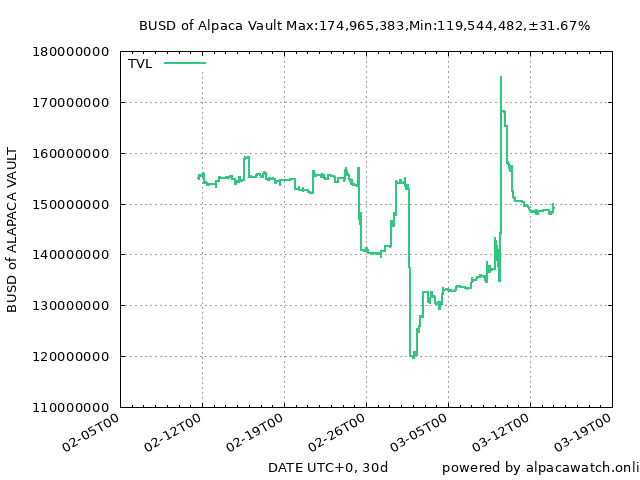 BUSD of Alpaca Vault Max:174,965,383,Min:119,544,482,±31.67%
TVL
180000000
170000000
160000000
150000000
140000000
130000000
120000000
110000000
BUSD of ALAPACA VAULT
02-05T00
02-12T00
02-19T00
02-26T00
03-05T00
03-12T00
03-19T00
DATE UTC+0, 30d
powered by alpacawatch.onli